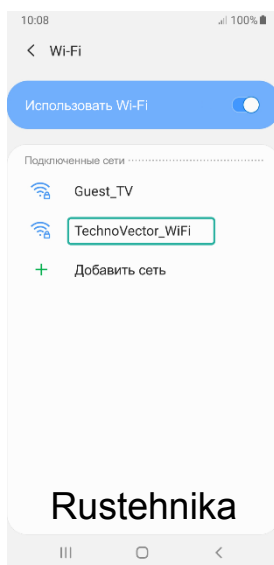 10:08 100%
Wi-Fi
Использовать Wi-Fi
Подключенные сети
Guest_TV
TechnoVector_WiFi
Добавить сеть
Rustehnika